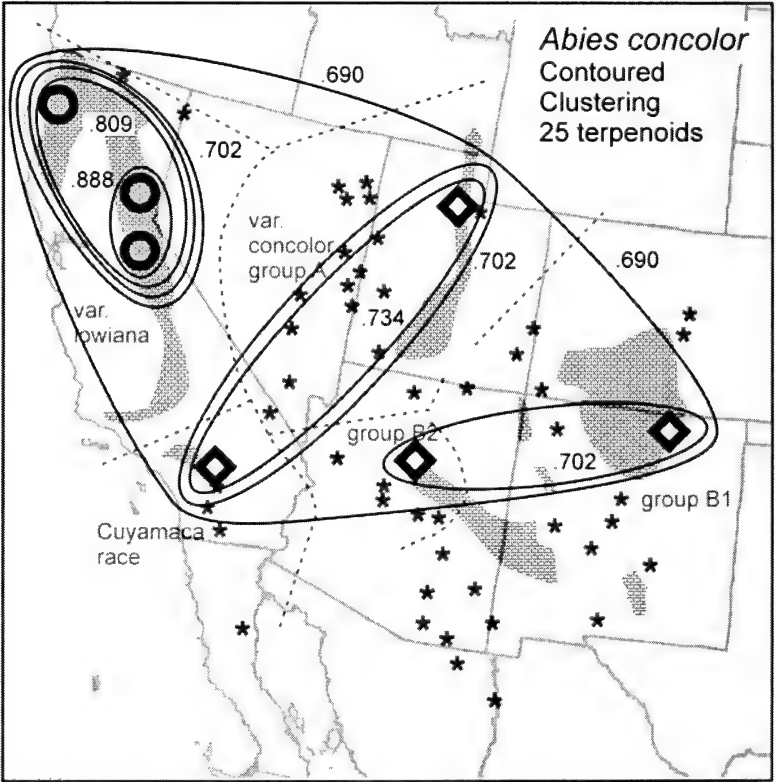 Abies concolor
Contoured
Clustering
25 terpenoids
.690
.809
.702
.888
var.
concolor
group A
.702
.690
var.
lowiana
.734
group B2
.702
group B1
Cuyamaca
race